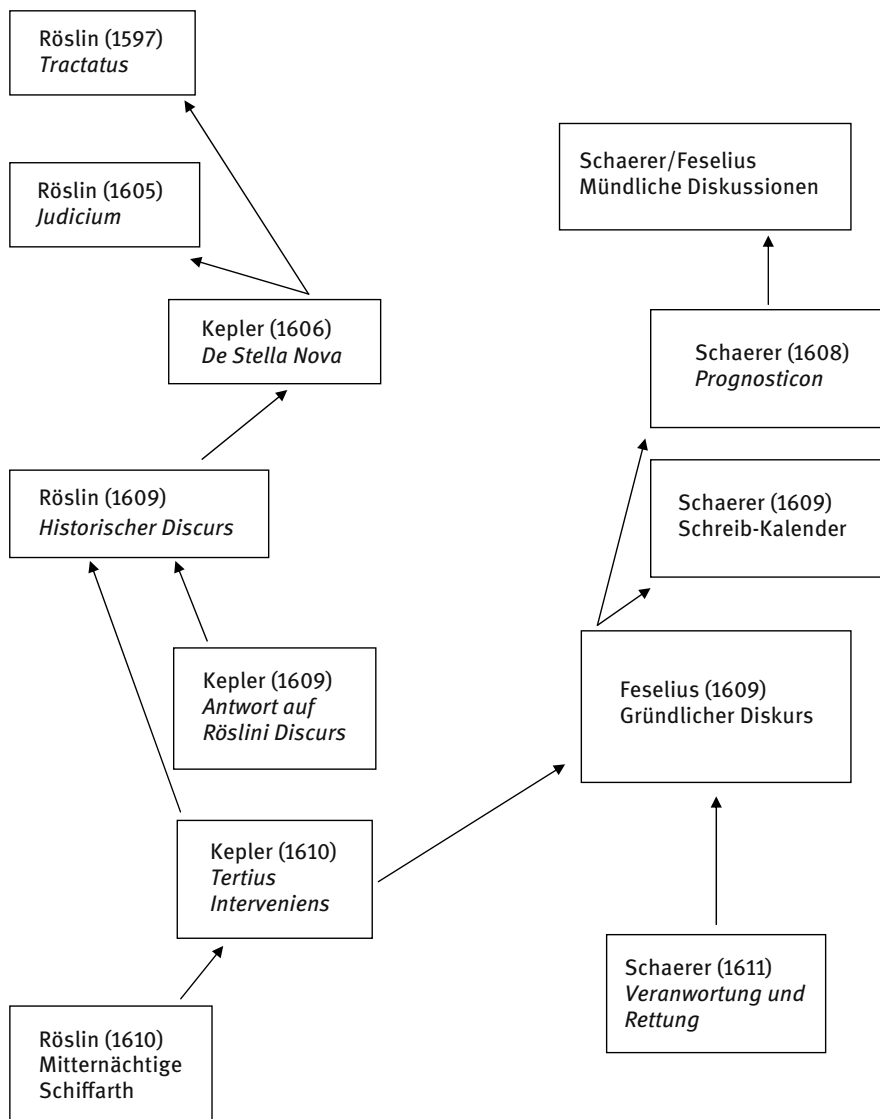 Röslin (1597)
Tractatus
Röslin (1605)
Judicium
Kepler (1606)
De Stella Nova
Röslin (1609)
Historischer Discurs
Kepler (1609)
Antwort auf
Röslini Discurs
Kepler (1610)
Tertius
Interveniens
Röslin (1610)
Mitternächtige
Schiffarth
Schaerer/Feselius
Mündliche Diskussionen
Schaerer (1608)
Prognosticon
Schaerer (1609)
Schreib-Kalender
Feselius (1609)
Gründlicher Diskurs
Schaerer (1611)
Veranwortung und
Rettung